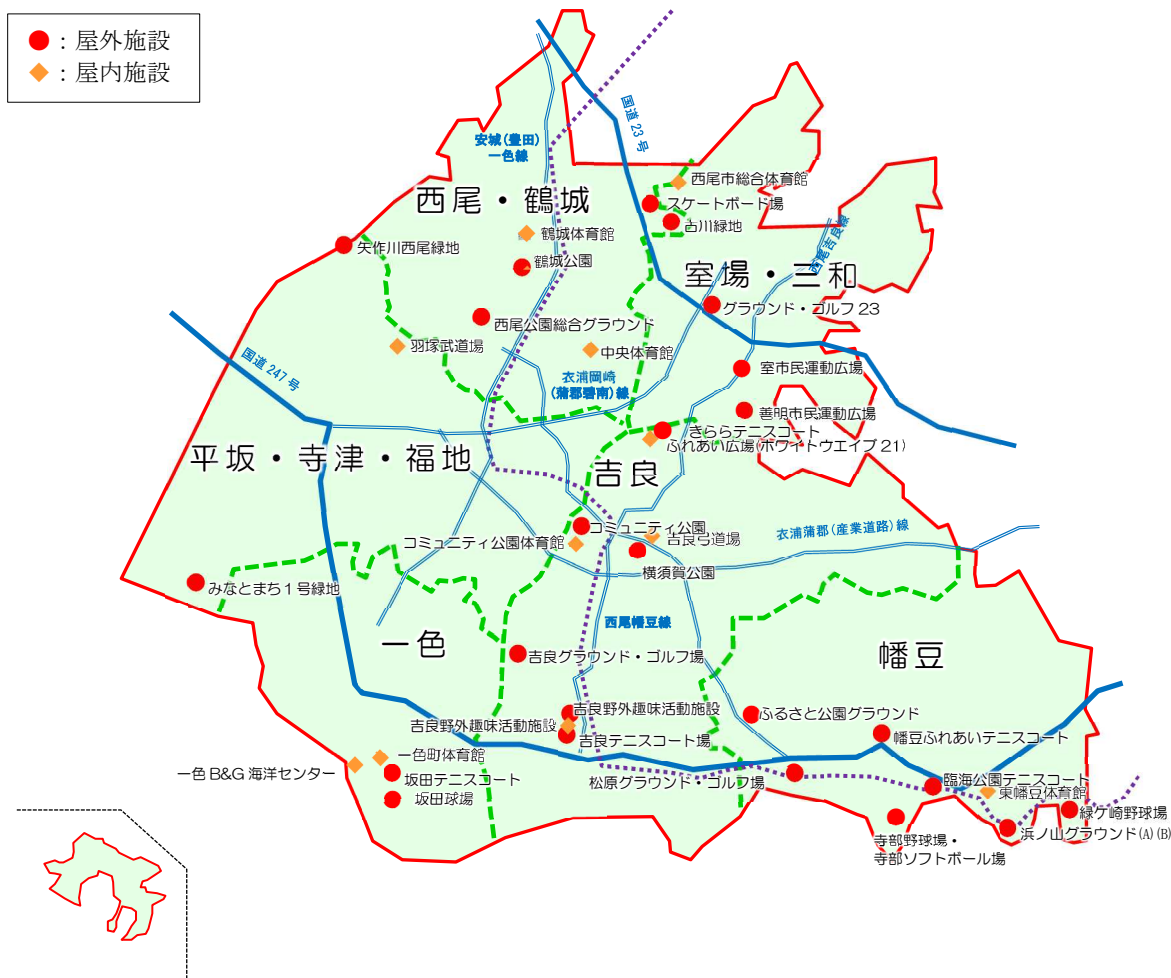 ● : 屋外施設
◆ : 屋内施設
国道 23 号
安城(豊田)
一色線
西尾市総合体育館
西尾・鶴城
スケートボード場
古川緑地
鶴城体育館
矢作川西尾緑地
西尾吉良線
鶴城公園
室場・三和
グラウンド・ゴルフ 23
西尾公園総合グラウンド
羽塚武道場
中央体育館
国道 247 号
室市民運動広場
衣浦岡崎
(蒲郡碧南)線
善明市民運動広場
きららテニスコート
ふれあい広場(ホワイトウエイブ 21)
平坂・寺津・福地
吉良
コミュニティ公園
衣浦蒲郡(産業道路)線
コミュニティ公園体育館
吉良弓道場
横須賀公園
みなとまち1号緑地
西尾幡豆線
一色
吉良グラウンド・ゴルフ場
幡豆
吉良野外趣味活動施設
ふるさと公園グラウンド
吉良野外趣味活動施設
吉良テニスコート場
幡豆ふれあいテニスコート
一色町体育館
一色 B&G 海洋センター
坂田テニスコート
松原グラウンド・ゴルフ場
臨海公園テニスコート
東幡豆体育館
坂田球場
緑ケ崎野球場
浜ノ山グラウンド(A)(B)
寺部野球場・
寺部ソフトボール場